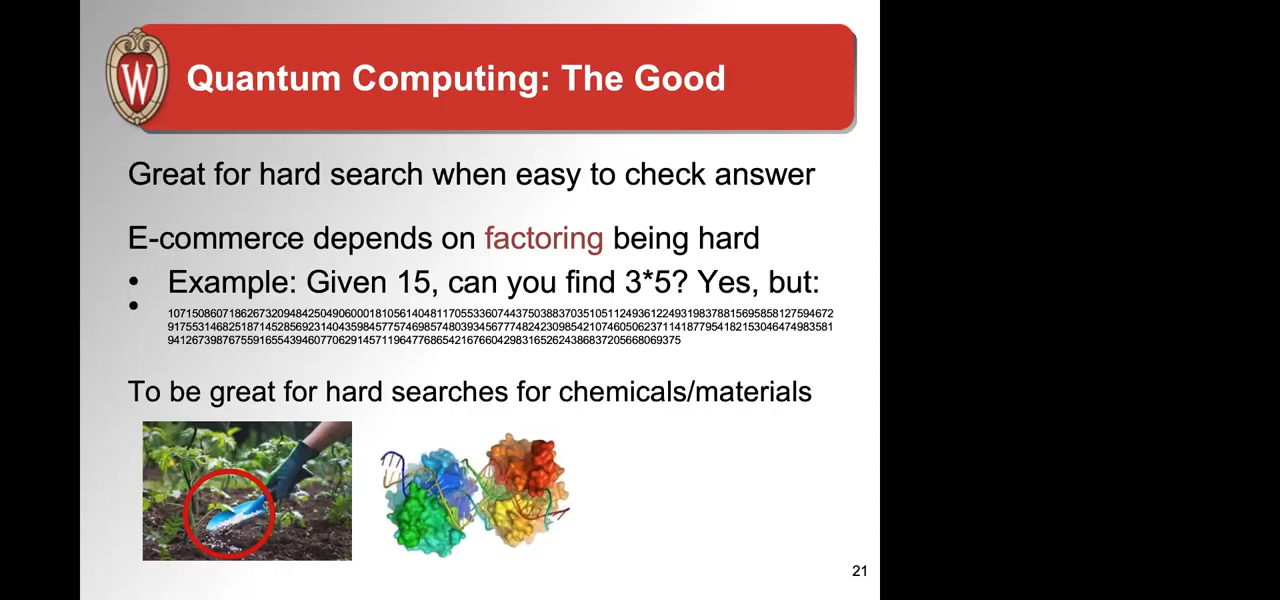 W
Quantum Computing: The Good
Great for hard search when easy to check answer
E-commerce depends on factoring being hard
• Example: Given 15, can you find 3*5? Yes, but:
•
10715086071862673209484250490600018105614048117055336074437503883703510511249361224931983788156958581275946729175531468251871452856923140435984577574698574803934567774824230985421074605062371141877954182153046474983581941267398767559165543946077062914571196477686542167660429831652624386837205668069375
To be great for hard searches for chemicals/materials
21